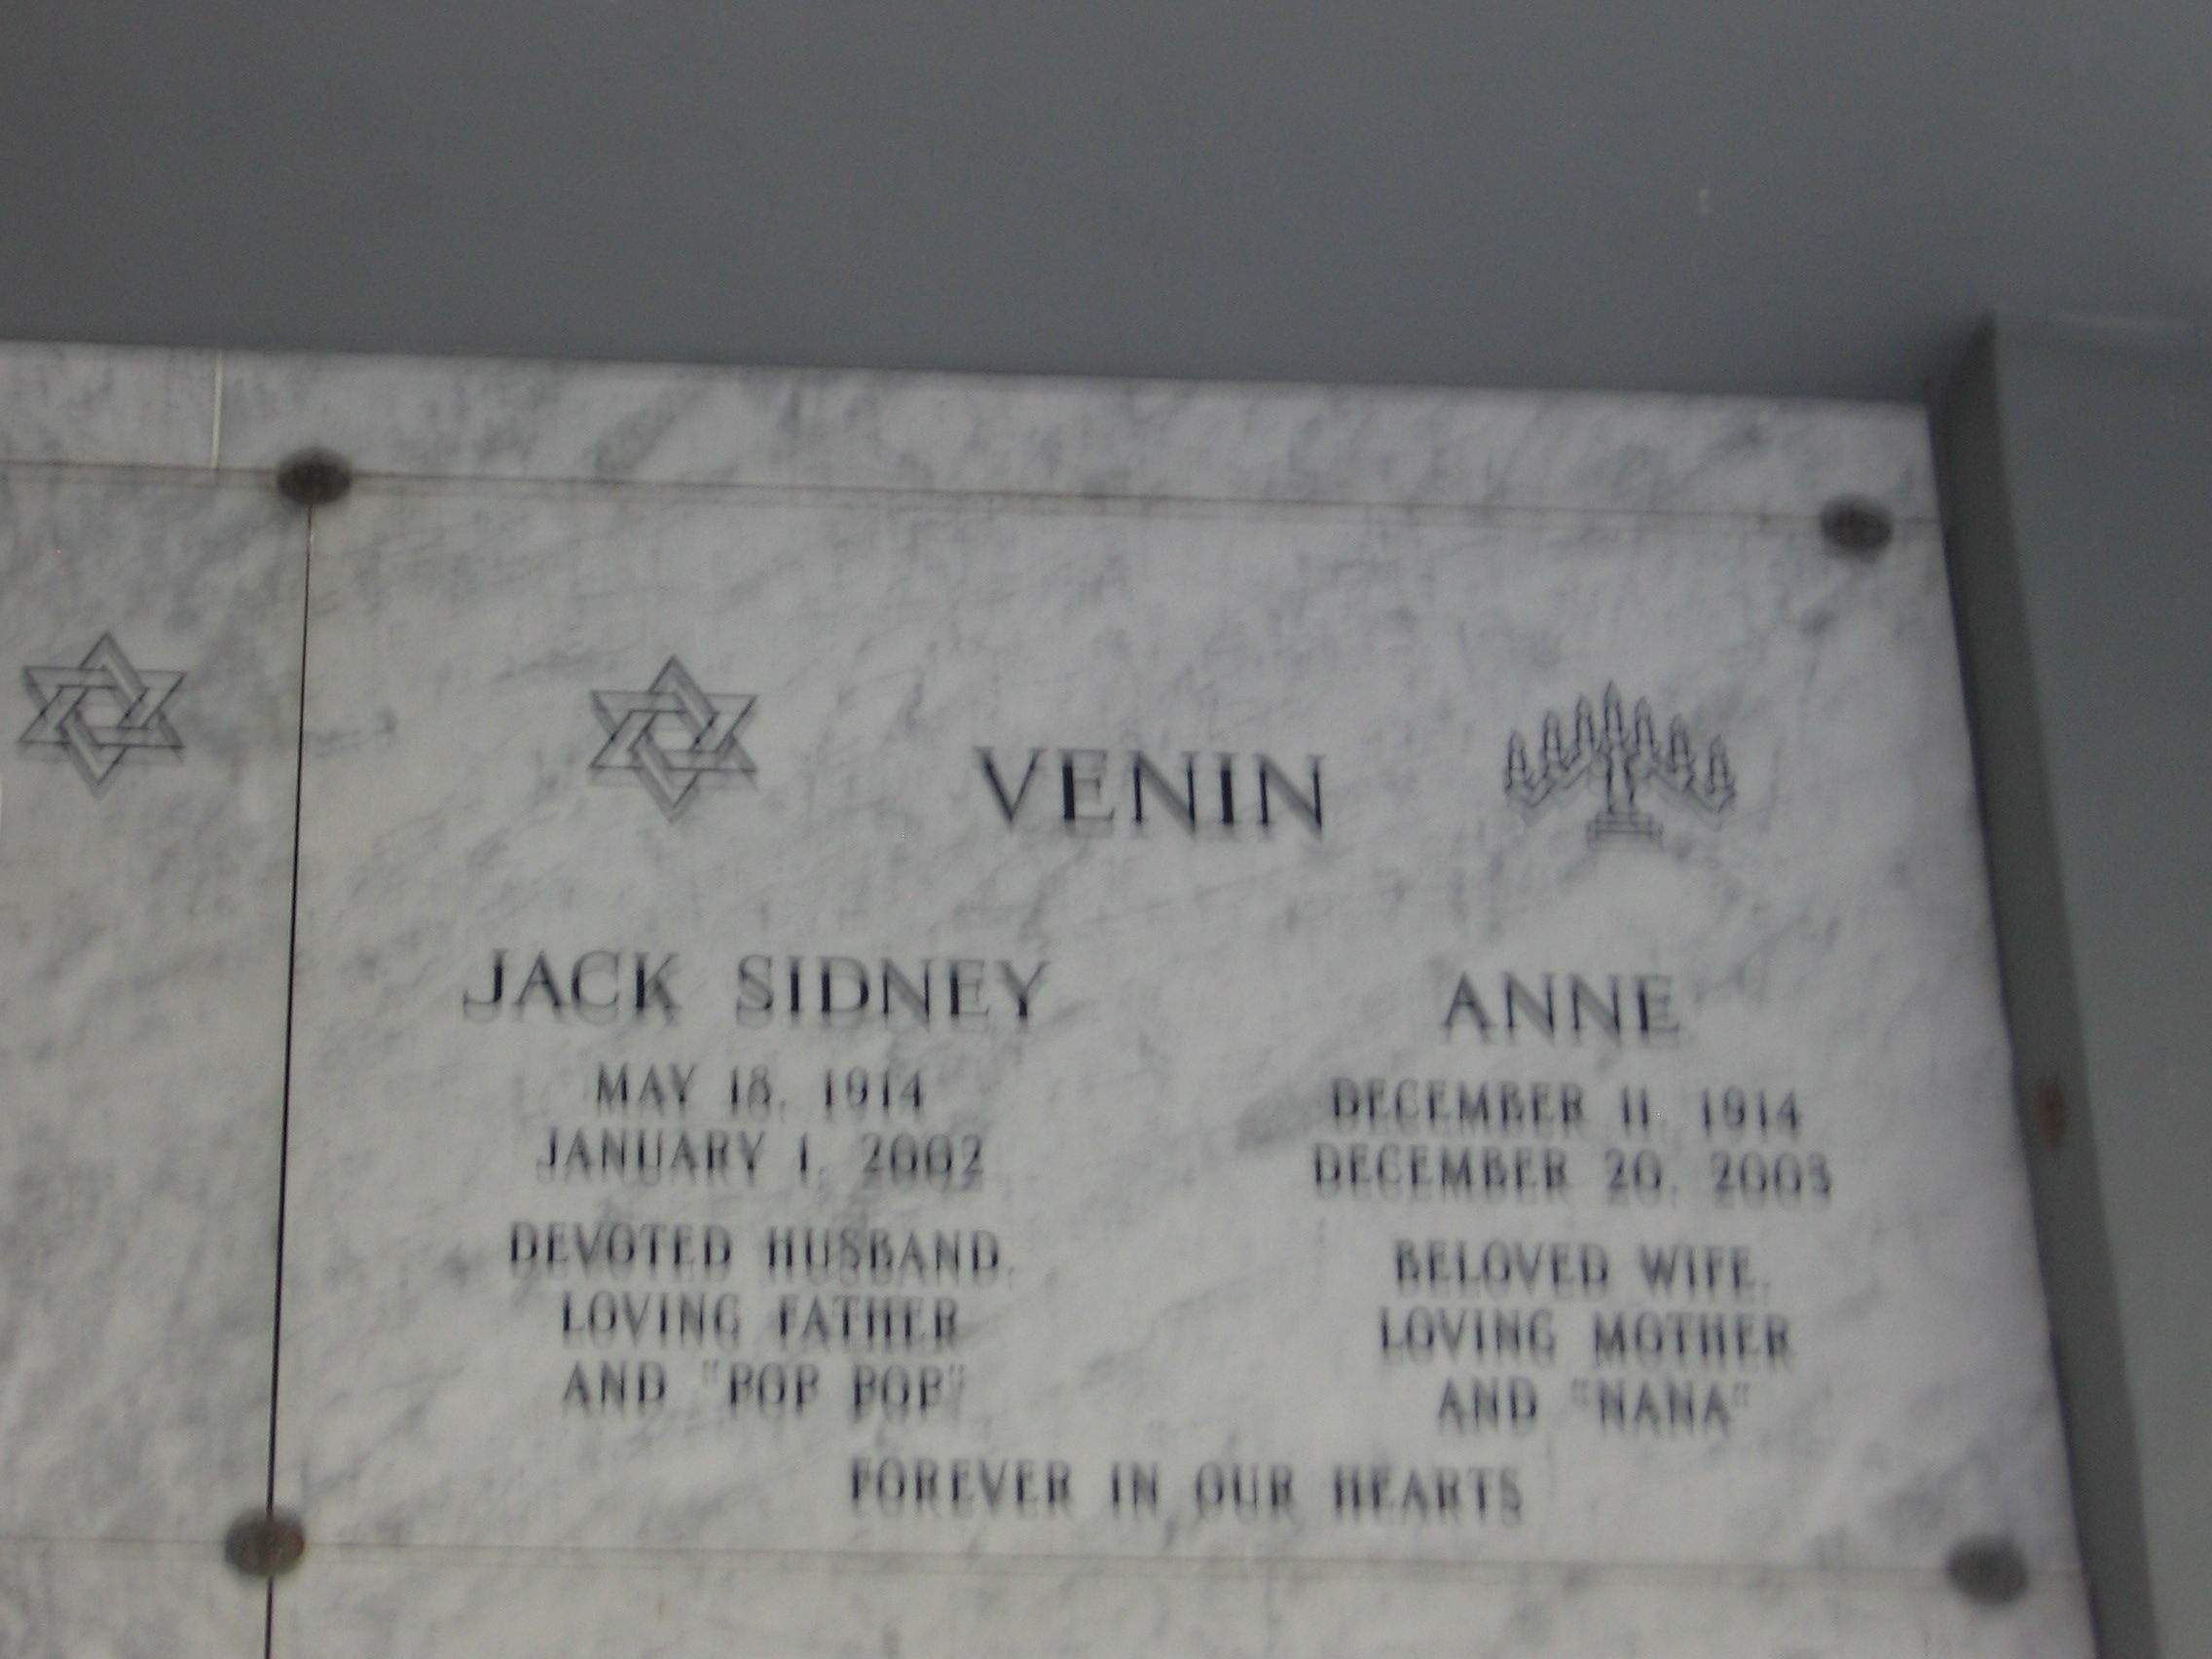 VENIN
JACK SIDNEY
MAY 18, 1914
JANUARY 1, 2002
DEVOTED HUSBAND,
LOVING FATHER
AND "POP POP"
ANNE
DECEMBER 11, 1914
DECEMBER 20, 2003
BELOVED WIFE,
LOVING MOTHER
AND "NANA"
FOREVER IN OUR HEARTS